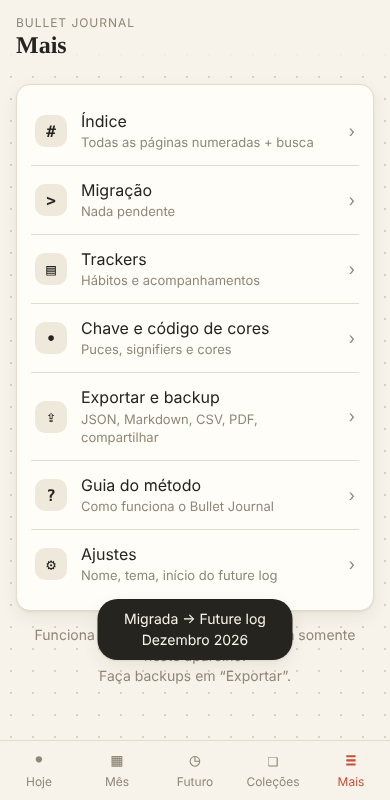 BULLET JOURNAL
Mais
#
Índice
Todas as páginas numeradas + busca
›
>
Migração
Nada pendente
›
Trackers
Hábitos e acompanhamentos
›
•
Chave e código de cores
Puces, signifiers e cores
›
⇪
Exportar e backup
JSON, Markdown, CSV, PDF,
compartilhar
›
?
Guia do método
Como funciona o Bullet Journal
›
⚙
Ajustes
Nome, tema, início do future log
›
Migrada → Future log
Dezembro 2026
Funciona somente
Faça backups em “Exportar”.
Hoje
Mês
Futuro
Coleções
Mais